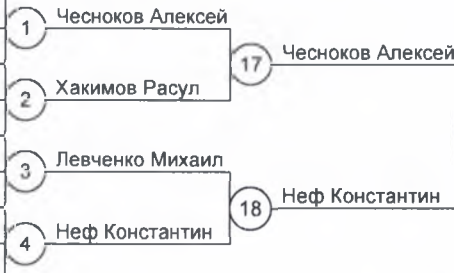 1 Чесноков Алексей
17 Чесноков Алексей
2 Хакимов Расул
3 Левченко Михаил
18 Неф Константин
4 Неф Константин